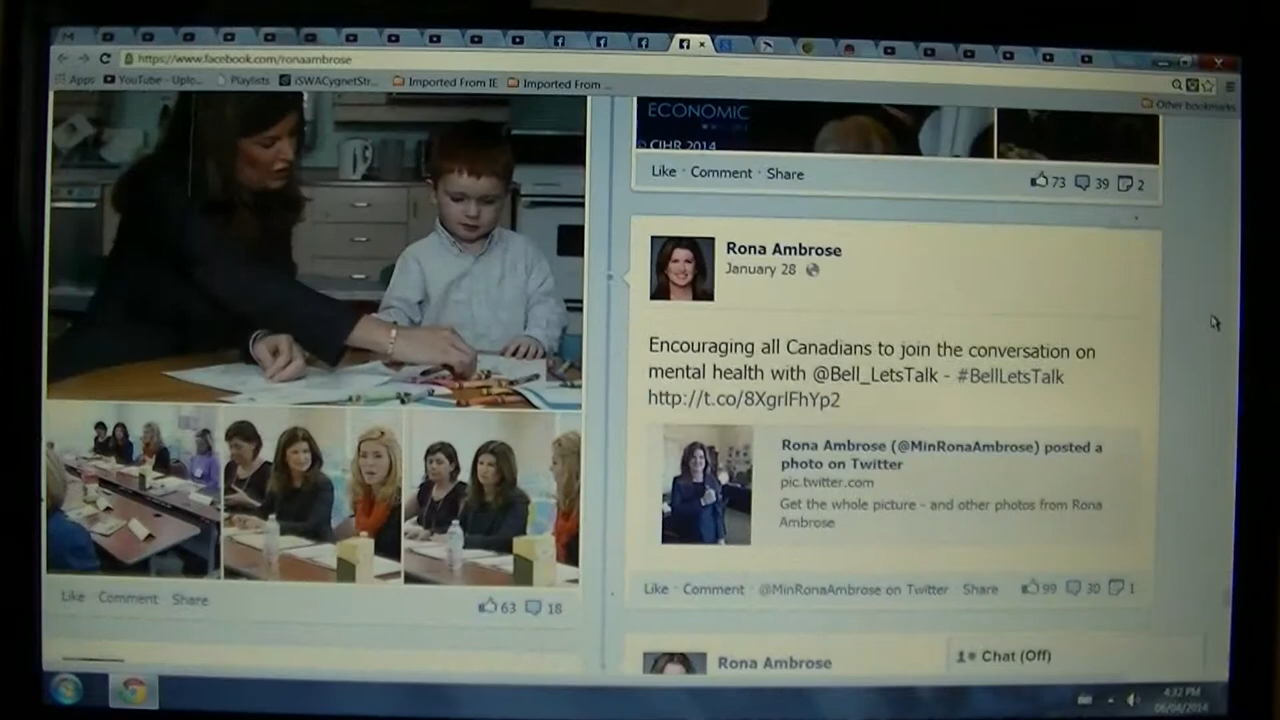 https://www.facebook.com/ronaambrose
Apps YouTube - Uplo... Playlists iSWACygnetStr... Imported From IE Imported From ...
Other bookmarks
ECONOMIC
CIHR 2014
Like · Comment · Share 73 39 2
Rona Ambrose
January 28
Encouraging all Canadians to join the conversation on
mental health with @Bell_LetsTalk - #BellLetsTalk
http://t.co/8XgrlFhYp2
Rona Ambrose (@MinRonaAmbrose) posted a
photo on Twitter
pic.twitter.com
Get the whole picture - and other photos from Rona
Ambrose
Like · Comment · @MinRonaAmbrose on Twitter · Share 99 30 1
Like Comment Share 63 18
Rona Ambrose
Chat (Off)
4:32 PM
06/04/2014